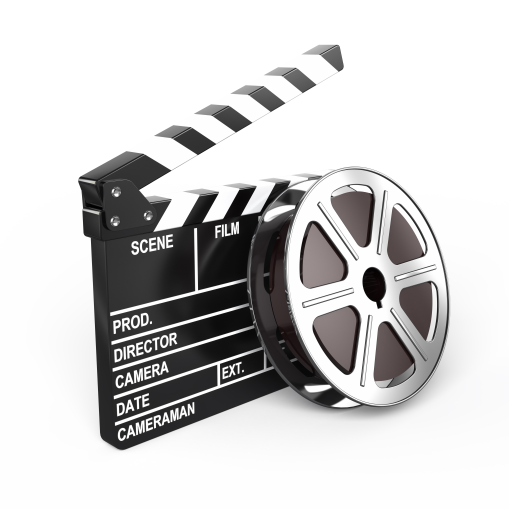 SCENE FILM
PROD.
DIRECTOR
CAMERA EXT.
DATE
CAMERAMAN